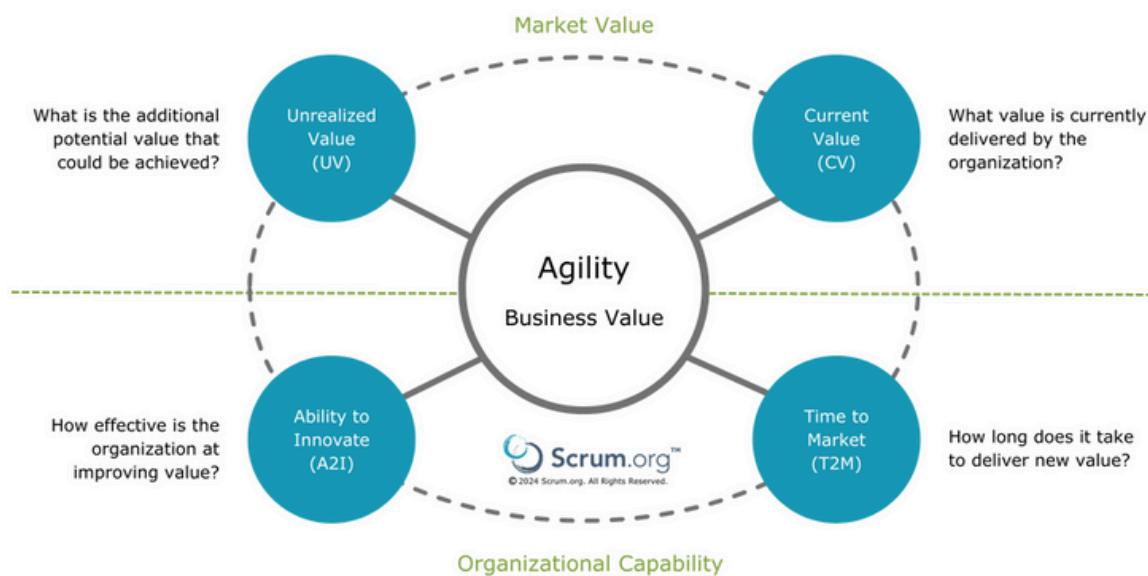 Market Value
What is the additional
potential value that
could be achieved?
Unrealized
Value
(UV)
Current
Value
(CV)
What value is currently
delivered by the
organization?
Agility
Business Value
How effective is the
organization at
improving value?
Ability to
Innovate
(A2I)
Scrum.org™
©2024 Scrum.org. All Rights Reserved.
Time to
Market
(T2M)
How long does it take
to deliver new value?
Organizational Capability